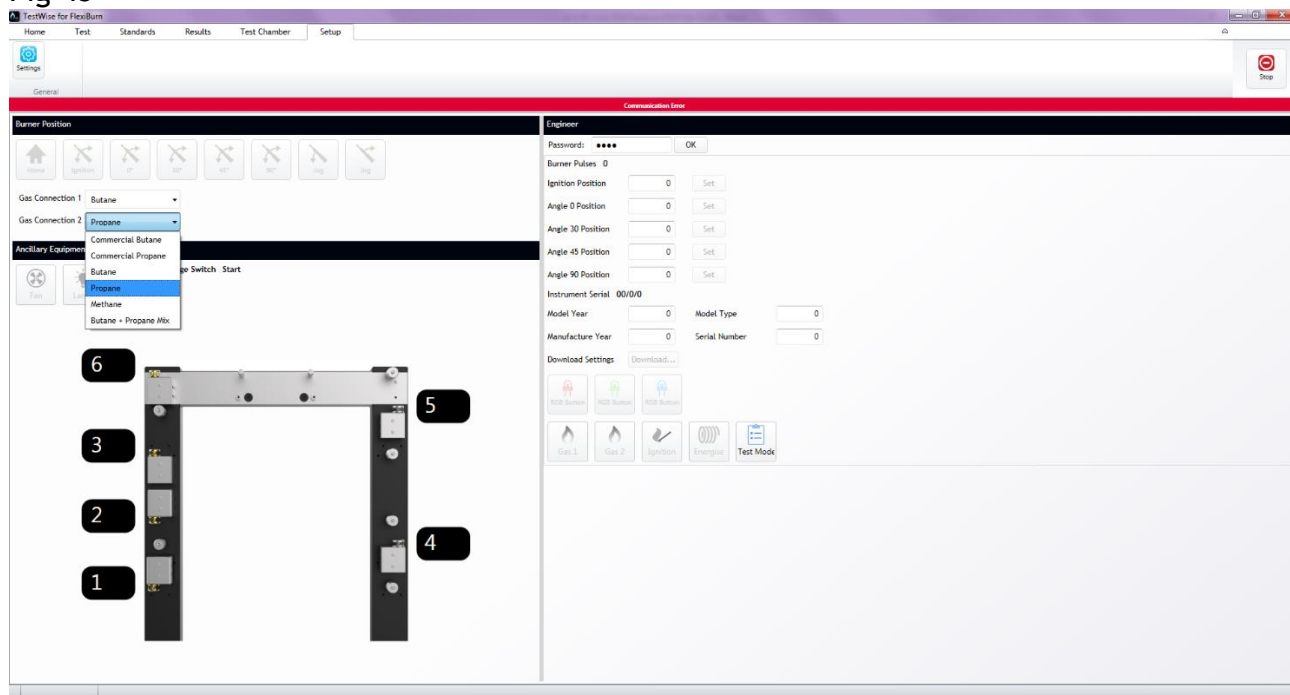 TestWise for FlexiBurn
Home Test Standards Results Test Chamber Setup
Settings
General
Stop
Communication Error
Burner Position
Home Ignition 0° 30° 45° 90° Jog Jog
Gas Connection 1 Butane
Gas Connection 2 Propane
Commercial Butane
Commercial Propane
Butane
Propane
Methane
Butane + Propane Mix
Ancillary Equipmen
ge Switch Start
Fan
6
5
3
2
4
1
Engineer
Password: •••• OK
Burner Pulses 0
Ignition Position 0 Set
Angle 0 Position 0 Set
Angle 30 Position 0 Set
Angle 45 Position 0 Set
Angle 90 Position 0 Set
Instrument Serial 00/0/0
Model Year 0 Model Type 0
Manufacture Year 0 Serial Number 0
Download Settings Download...
RGB Button RGB Button RGB Button
Gas 1 Gas 2 Ignition Energise Test Mode